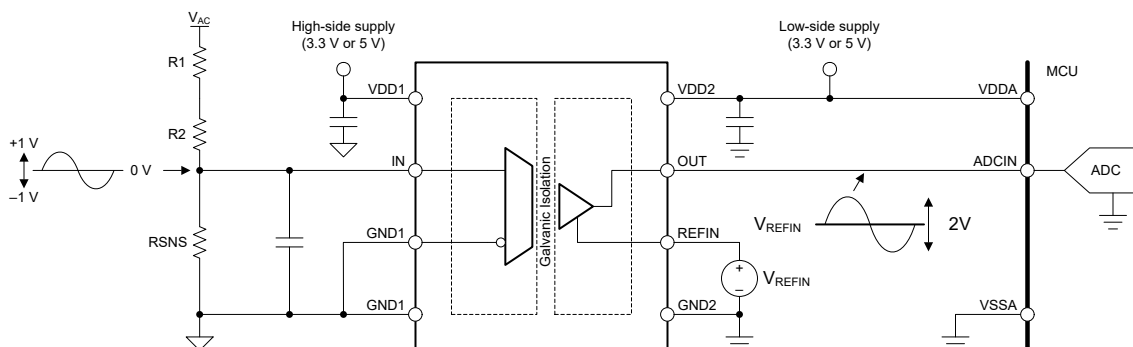 VAC
R1
R2
RSNS
+1 V
–1 V
0 V
High-side supply
(3.3 V or 5 V)
VDD1
IN
GND1
GND1
Galvanic Isolation
VDD2
OUT
REFIN
GND2
VREFIN
Low-side supply
(3.3 V or 5 V)
VREFIN
2V
MCU
VDDA
ADCIN
VSSA
ADC